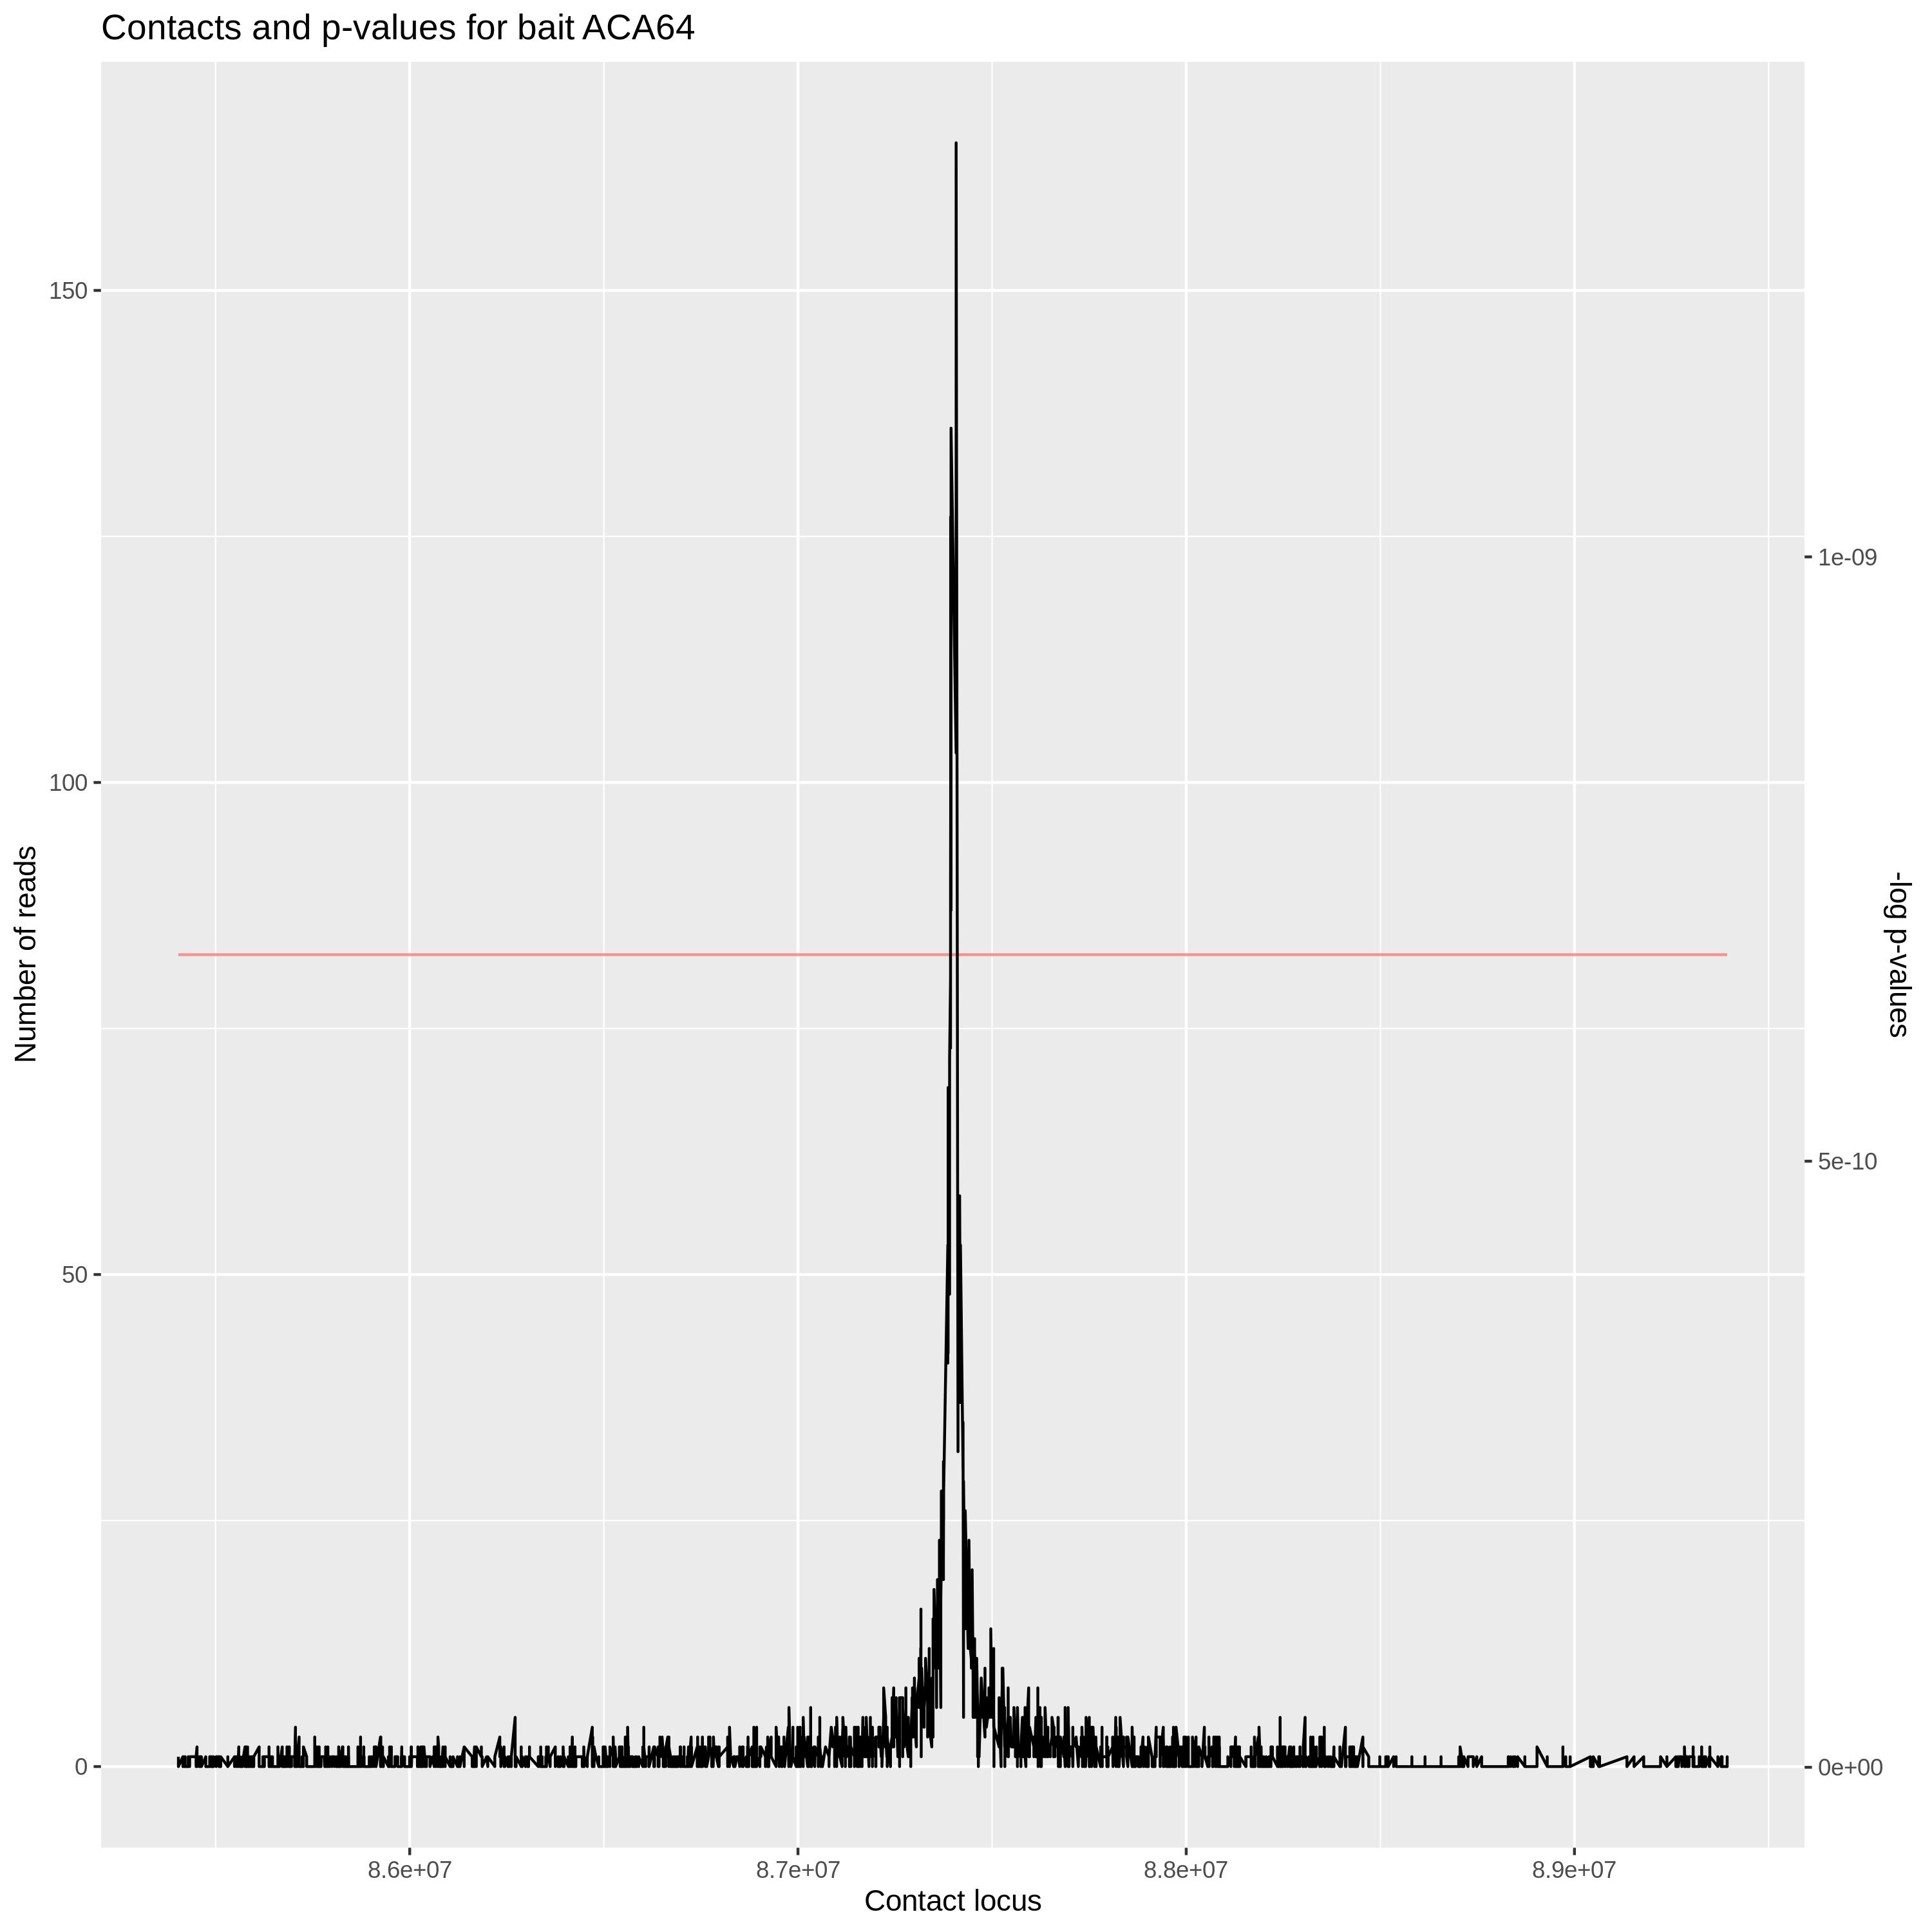 Contacts and p-values for bait ACA64
150
100
50
0
Number of reads
1e-09
5e-10
0e+00
-log p-values
8.6e+07 8.7e+07 8.8e+07 8.9e+07
Contact locus